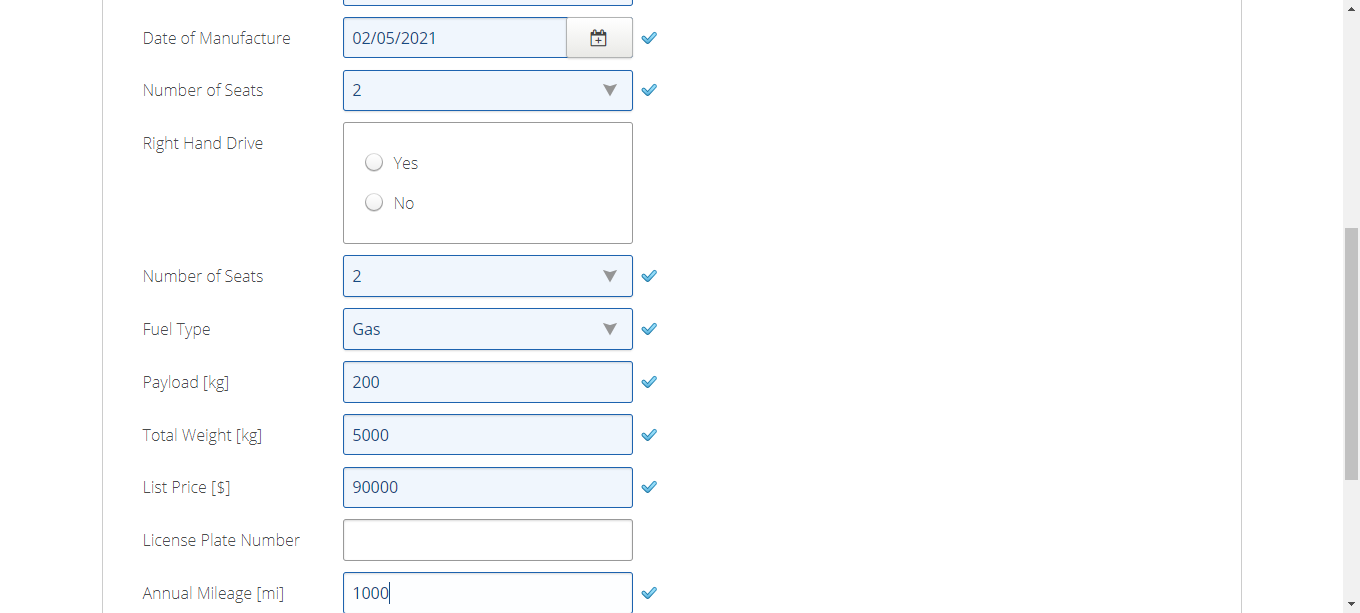 Date of Manufacture 02/05/2021
Number of Seats 2
Right Hand Drive
Yes
No
Number of Seats 2
Fuel Type Gas
Payload [kg] 200
Total Weight [kg] 5000
List Price [$] 90000
License Plate Number
Annual Mileage [mi] 1000